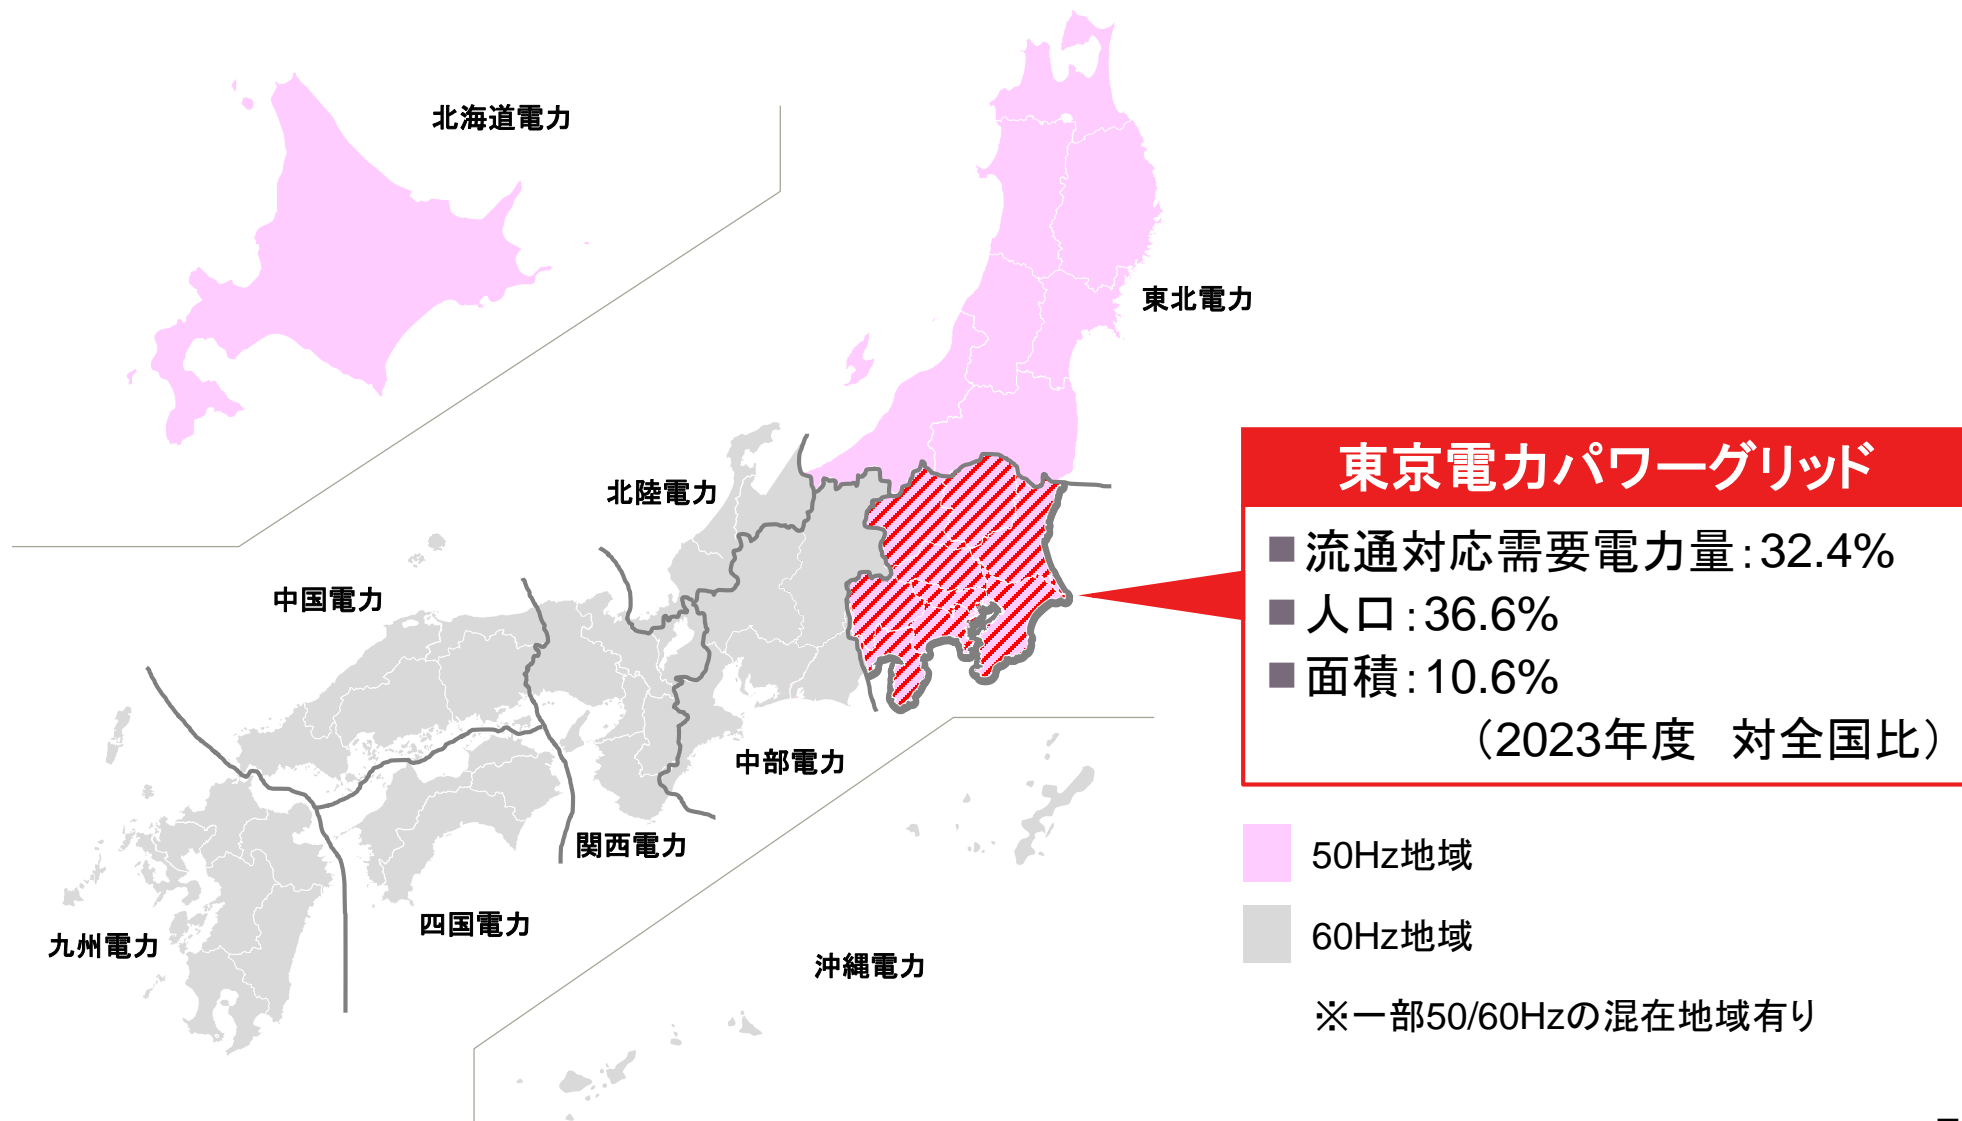 北海道電力
東北電力
北陸電力
中国電力
中部電力
関西電力
四国電力
九州電力
沖縄電力
東京電力パワーグリッド
■流通対応需要電力量:32.4%
■人口:36.6%
■面積:10.6%
（2023年度　対全国比）
50Hz地域
60Hz地域
※一部50/60Hzの混在地域有り